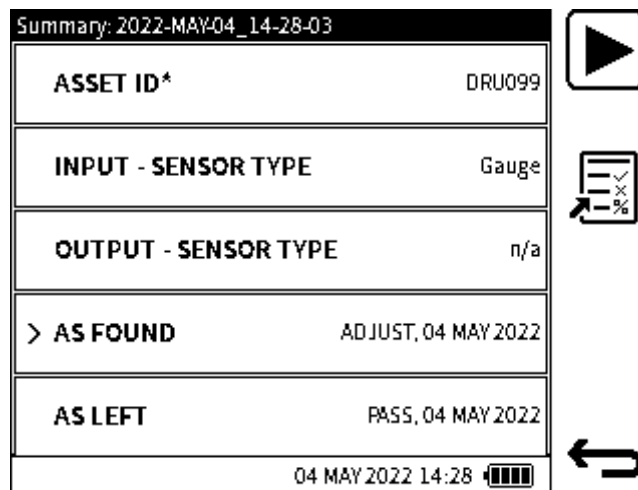 Summary: 2022-MAY-04_14-28-03
ASSET ID* DRU099
INPUT - SENSOR TYPE Gauge
OUTPUT - SENSOR TYPE n/a
> AS FOUND ADJUST, 04 MAY 2022
AS LEFT PASS, 04 MAY 2022
04 MAY 2022 14:28